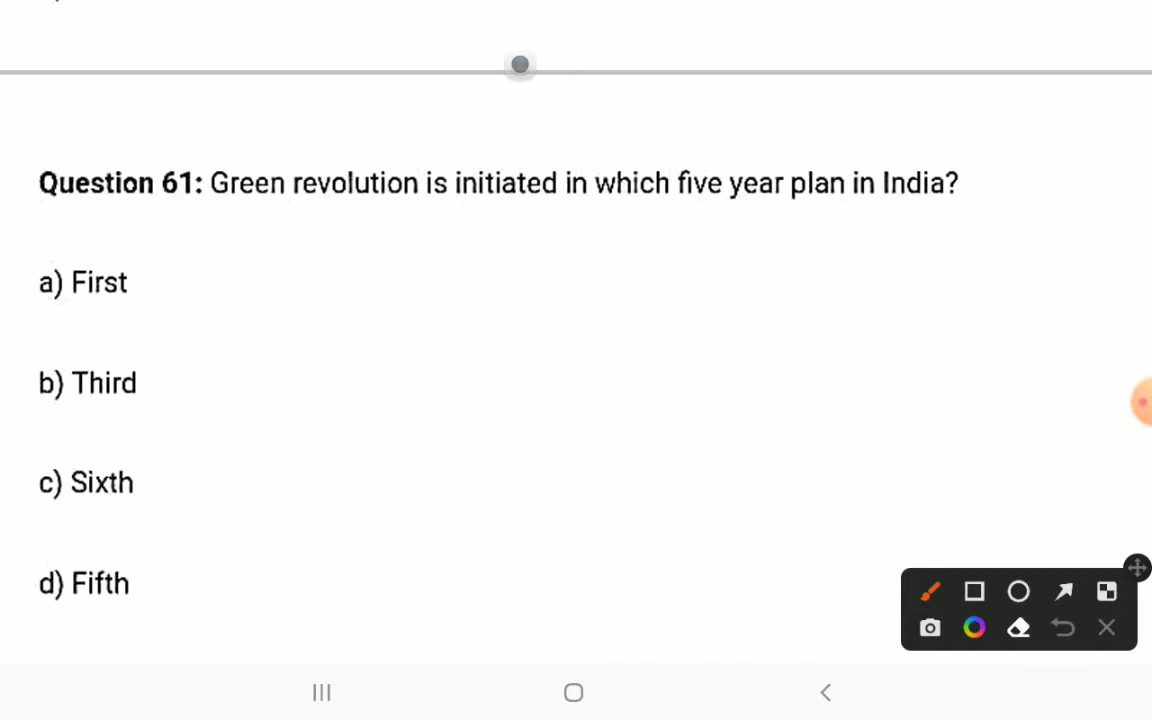 Question 61: Green revolution is initiated in which five year plan in India?
a) First
b) Third
c) Sixth
d) Fifth